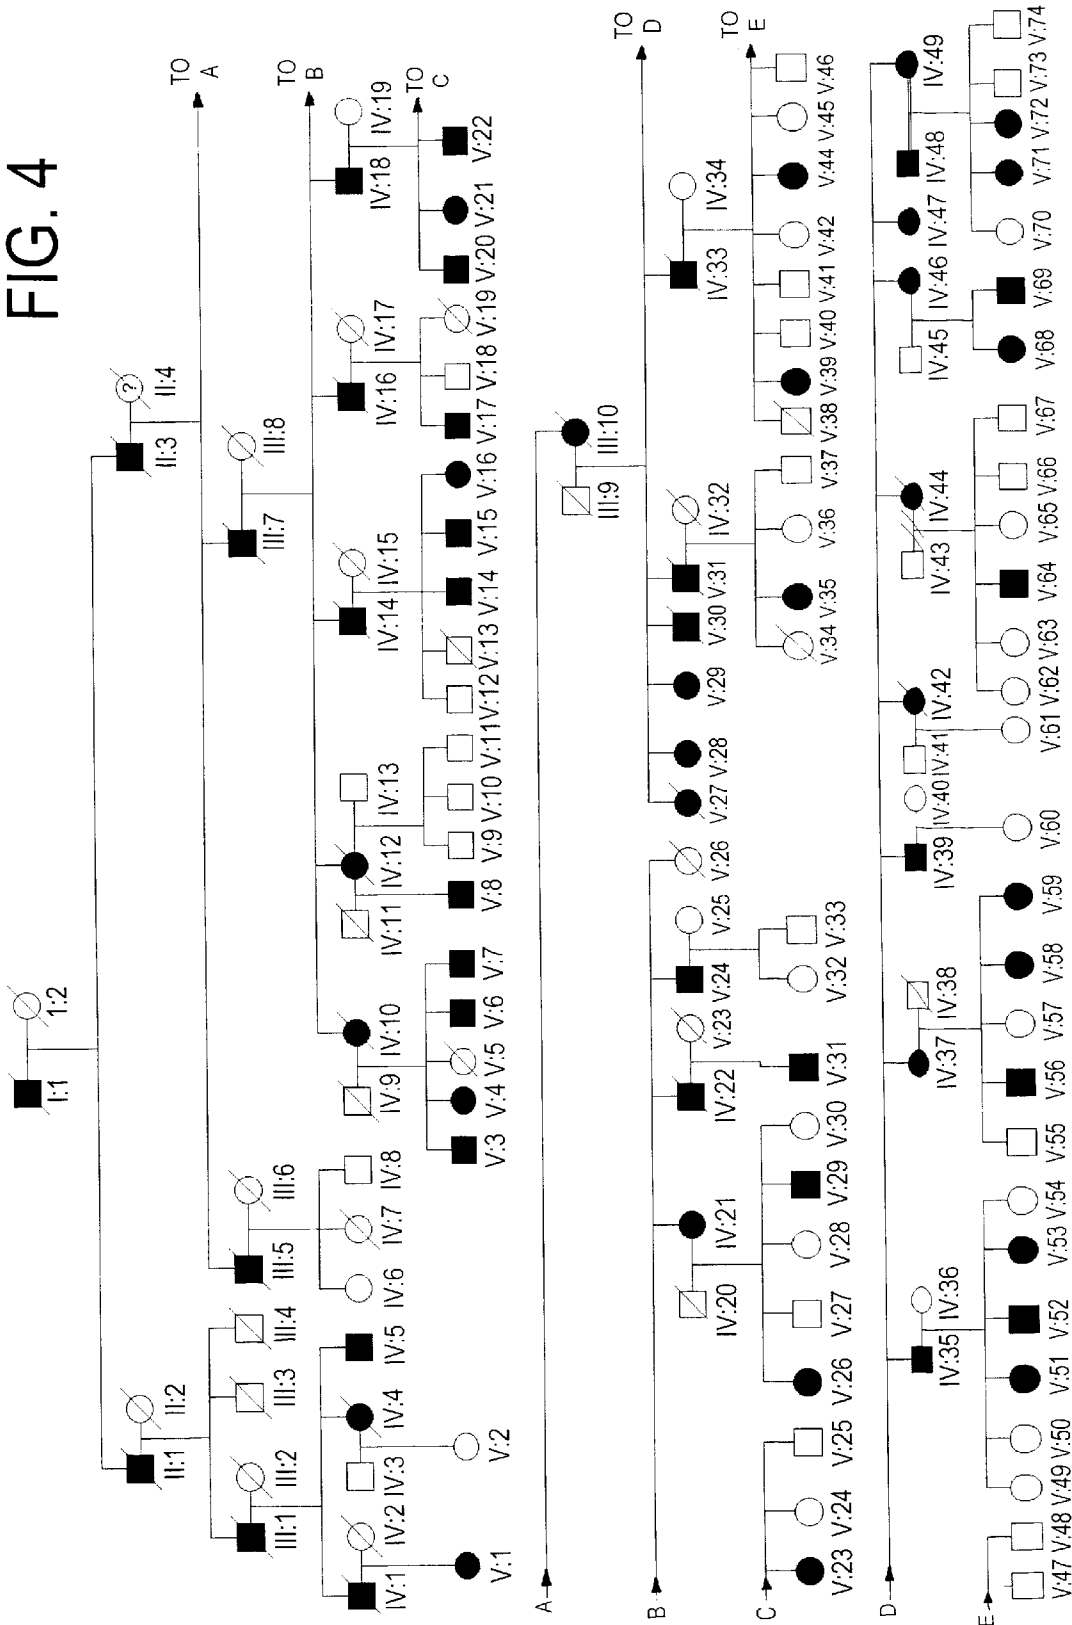 FIG. 4
I:1 1:2
II:1 II:2 II:3 ? II:4
TO A
III:1 III:2 III:3 III:4 III:5 III:6 III:7 III:8
TO B
IV:1 IV:2 IV:3 IV:4 IV:5 IV:6 IV:7 IV:8 IV:9 IV:10 IV:11 IV:12 IV:13 IV:14 IV:15 IV:16 IV:17 IV:18 IV:19
TO C
V:1 V:2 V:3 V:4 V:5 V:6 V:7 V:8 V:9 V:10 V:11 V:12 V:13 V:14 V:15 V:16 V:17 V:18 V:19 V:20 V:21 V:22
A
III:9 III:10
B
TO D
IV:20 IV:21 IV:22 V:23 V:24 V:25 V:26 V:27 V:28 V:29 V:30 V:31 IV:32 IV:33 IV:34
V:32 V:33
C
TO E
V:23 V:24 V:25 V:26 V:27 V:28 V:29 V:30 V:31 V:34 V:35 V:36 V:37 V:38 V:39 V:40 V:41 V:42 V:44 V:45 V:46
D
IV:35 IV:36 IV:37 IV:38 IV:39 IV:40 IV:41 IV:42 IV:43 IV:44 IV:45 IV:46 IV:47 IV:48 IV:49
E
V:47 V:48 V:49 V:50 V:51 V:52 V:53 V:54 V:55 V:56 V:57 V:58 V:59 V:60 V:61 V:62 V:63 V:64 V:65 V:66 V:67 V:68 V:69 V:70 V:71 V:72 V:73 V:74